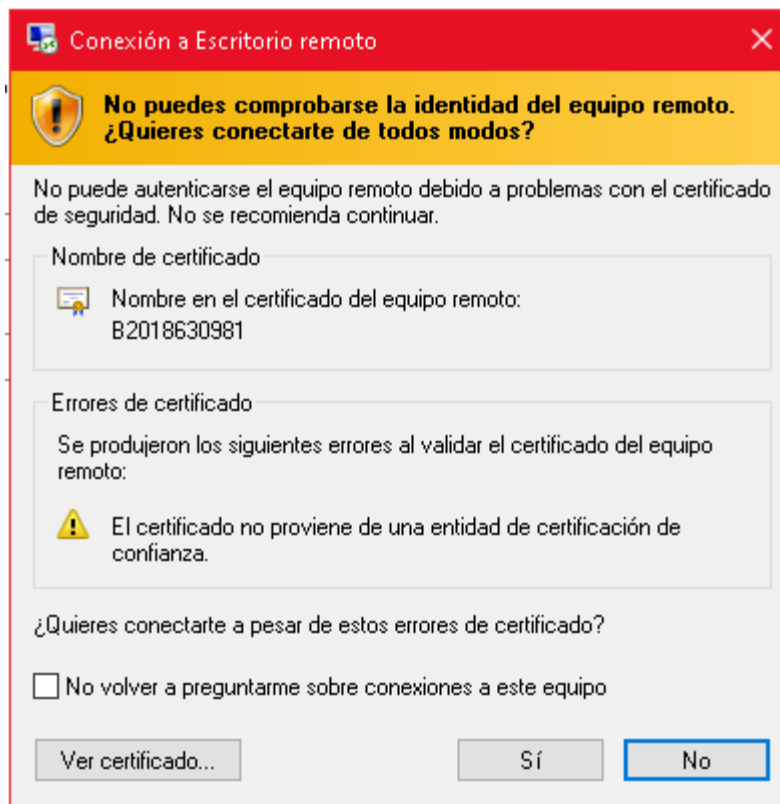 Conexión a Escritorio remoto
No puedes comprobarse la identidad del equipo remoto.
¿Quieres conectarte de todos modos?
No puede autenticarse el equipo remoto debido a problemas con el certificado
de seguridad. No se recomienda continuar.
Nombre de certificado
Nombre en el certificado del equipo remoto:
B2018630981
Errores de certificado
Se produjeron los siguientes errores al validar el certificado del equipo
remoto:
El certificado no proviene de una entidad de certificación de
confianza.
¿Quieres conectarte a pesar de estos errores de certificado?
No volver a preguntarme sobre conexiones a este equipo
Ver certificado...
Sí
No